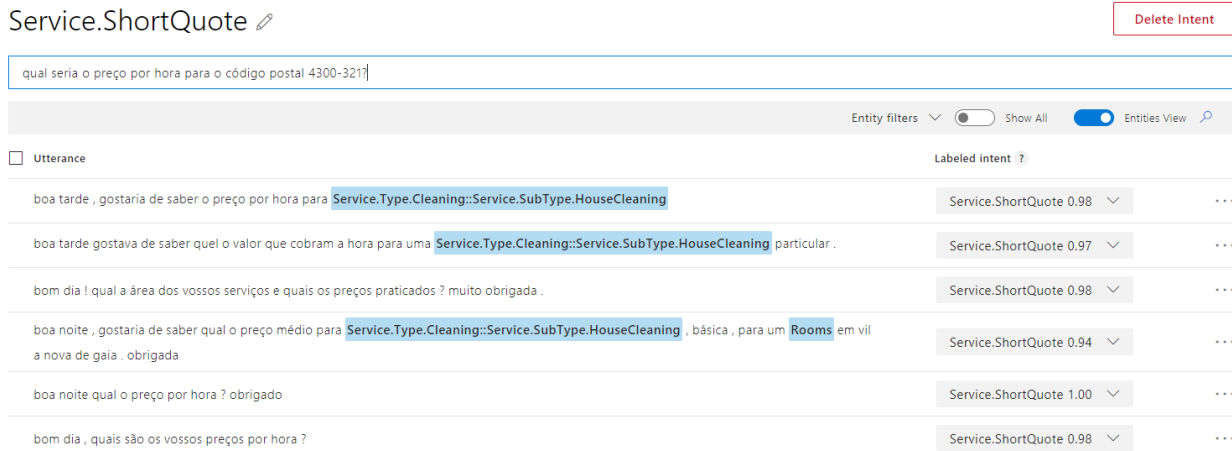 Service.ShortQuote
Delete Intent
qual seria o preço por hora para o código postal 4300-321?
Entity filters Show All Entities View
Utterance Labeled intent ?
boa tarde , gostaria de saber o preço por hora para Service.Type.Cleaning::Service.SubType.HouseCleaning Service.ShortQuote 0.98 ...
boa tarde gostava de saber quel o valor que cobram a hora para uma Service.Type.Cleaning::Service.SubType.HouseCleaning particular . Service.ShortQuote 0.97 ...
bom dia ! qual a área dos vossos serviços e quais os preços praticados ? muito obrigada . Service.ShortQuote 0.98 ...
boa noite , gostaria de saber qual o preço médio para Service.Type.Cleaning::Service.SubType.HouseCleaning , básica , para um Rooms em vil
a nova de gaia . obrigada Service.ShortQuote 0.94 ...
boa noite qual o preço por hora ? obrigado Service.ShortQuote 1.00 ...
bom dia , quais são os vossos preços por hora ? Service.ShortQuote 0.98 ...